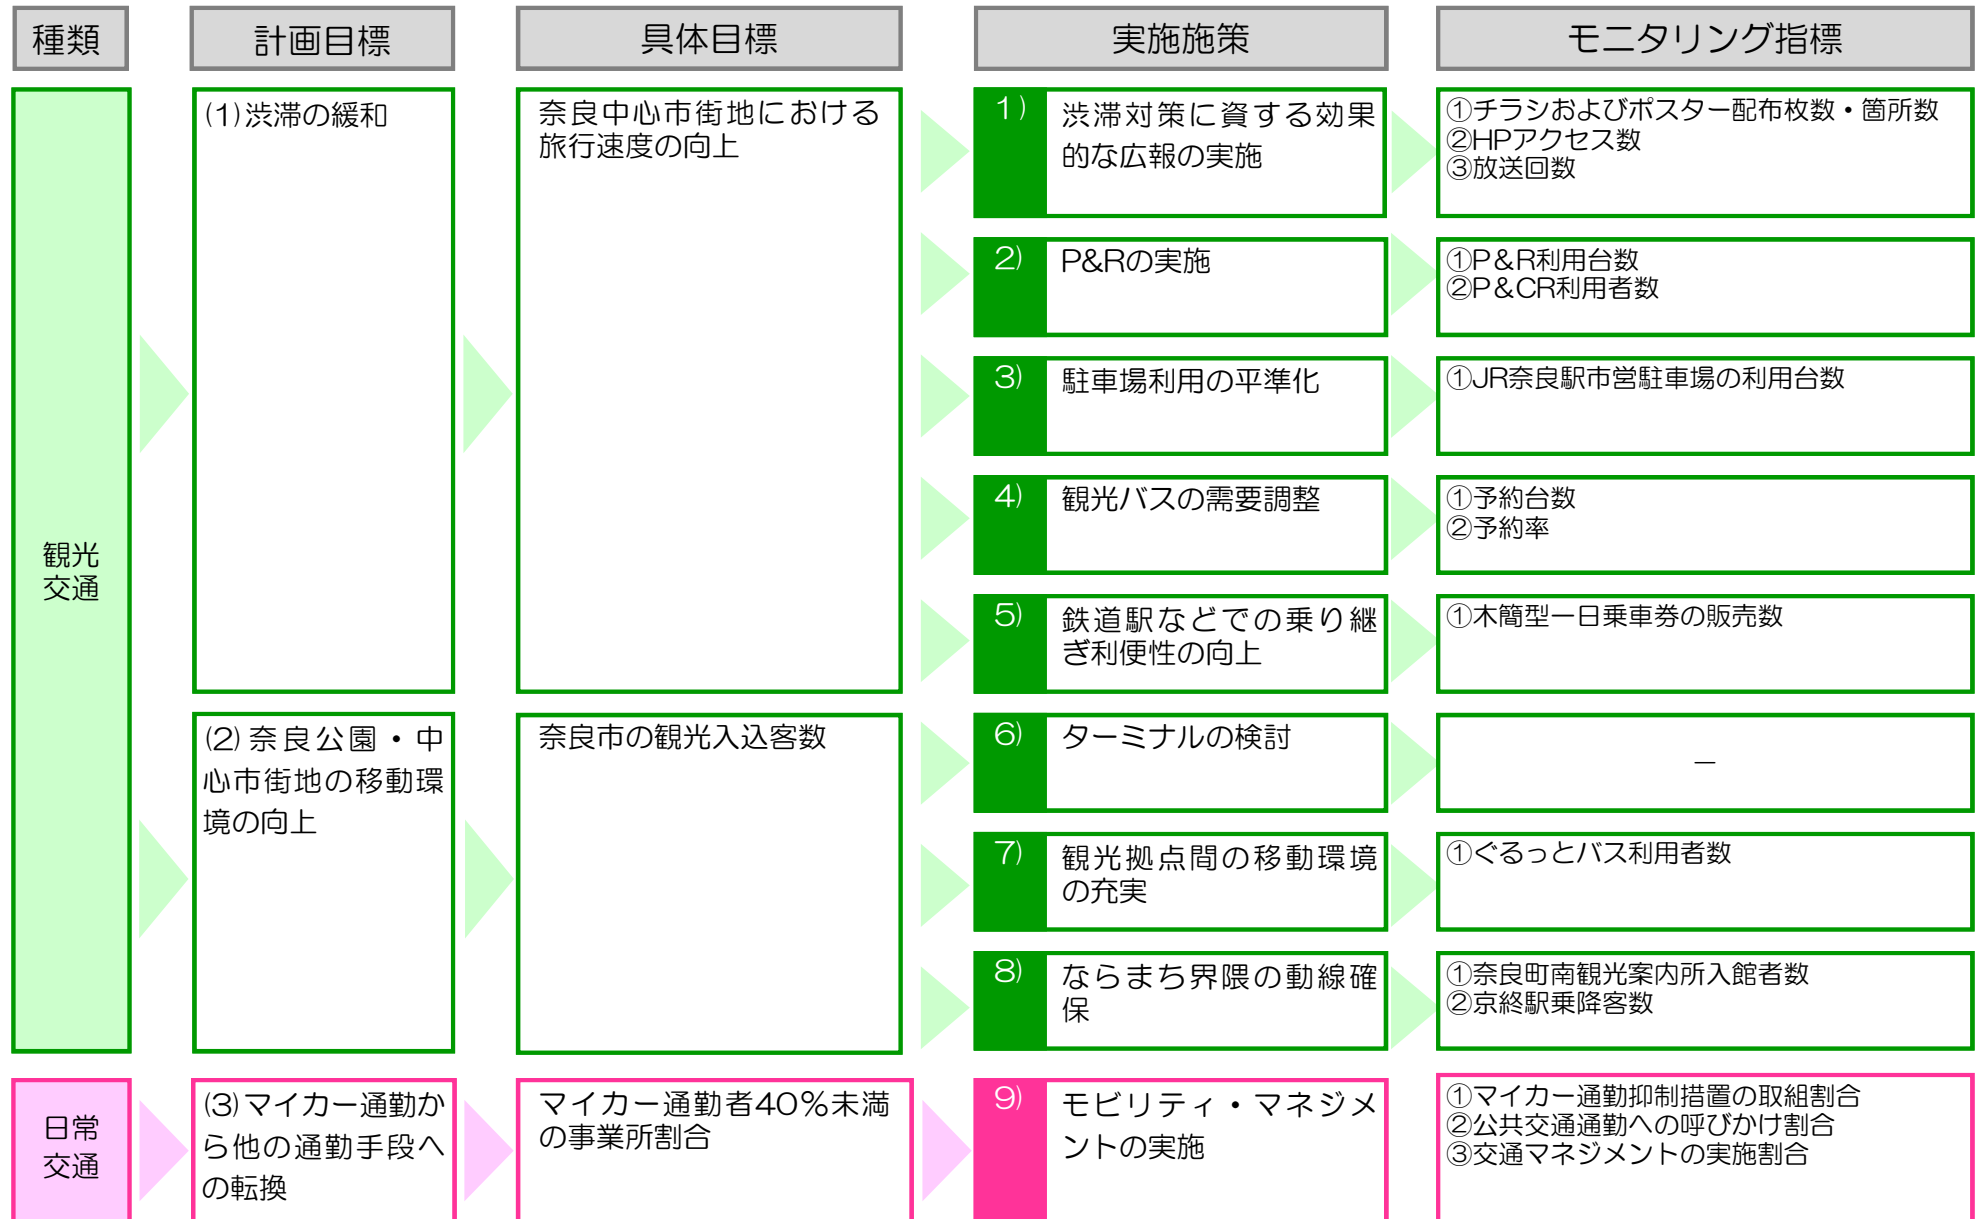 種類
計画目標
具体目標
実施施策
モニタリング指標
観光
交通
(1)渋滞の緩和
奈良中心市街地における
旅行速度の向上
1)
渋滞対策に資する効果
的な広報の実施
①チラシおよびポスター配布枚数・箇所数
②HPアクセス数
③放送回数
2)
P&Rの実施
①P＆R利用台数
②P＆CR利用者数
3)
駐車場利用の平準化
①JR奈良駅市営駐車場の利用台数
4)
観光バスの需要調整
①予約台数
②予約率
5)
鉄道駅などでの乗り継
ぎ利便性の向上
①木簡型一日乗車券の販売数
(2)奈良公園・中
心市街地の移動環
境の向上
奈良市の観光入込客数
6)
ターミナルの検討
－
7)
観光拠点間の移動環境
の充実
①ぐるっとバス利用者数
8)
ならまち界隈の動線確
保
①奈良町南観光案内所入館者数
②京終駅乗降客数
日常
交通
(3)マイカー通勤か
ら他の通勤手段へ
の転換
マイカー通勤者40％未満
の事業所割合
9)
モビリティ・マネジメ
ントの実施
①マイカー通勤抑制措置の取組割合
②公共交通通勤への呼びかけ割合
③交通マネジメントの実施割合